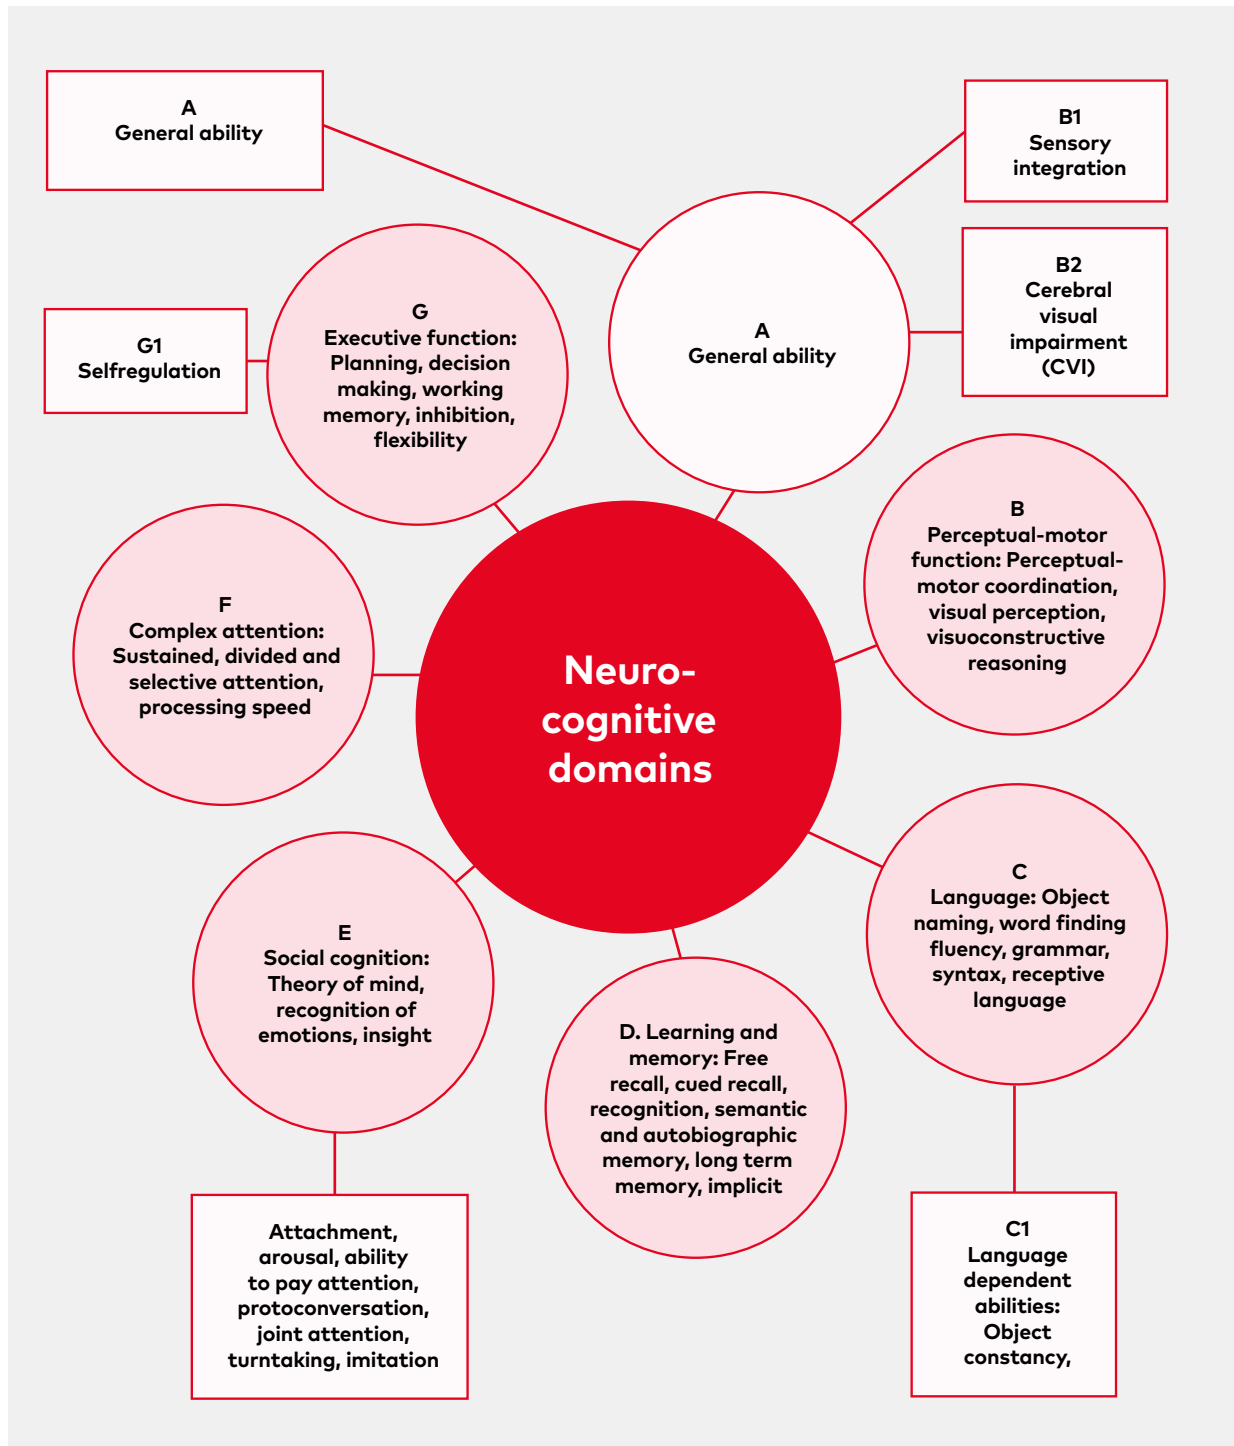 A
General ability
B1
Sensory
integration
B2
Cerebral
visual
impairment
(CVI)
A
General ability
G
Executive function:
Planning, decision
making, working
memory, inhibition,
flexibility
G1
Selfregulation
B
Perceptual-motor
function: Perceptual-
motor coordination,
visual perception,
visuoconstructive
reasoning
F
Complex attention:
Sustained, divided and
selective attention,
processing speed
Neuro-
cognitive
domains
C
Language: Object
naming, word finding
fluency, grammar,
syntax, receptive
language
E
Social cognition:
Theory of mind,
recognition of
emotions, insight
D. Learning and
memory: Free
recall, cued recall,
recognition, semantic
and autobiographic
memory, long term
memory, implicit
Attachment,
arousal, ability
to pay attention,
protoconversation,
joint attention,
turntaking, imitation
C1
Language
dependent
abilities:
Object
constancy,